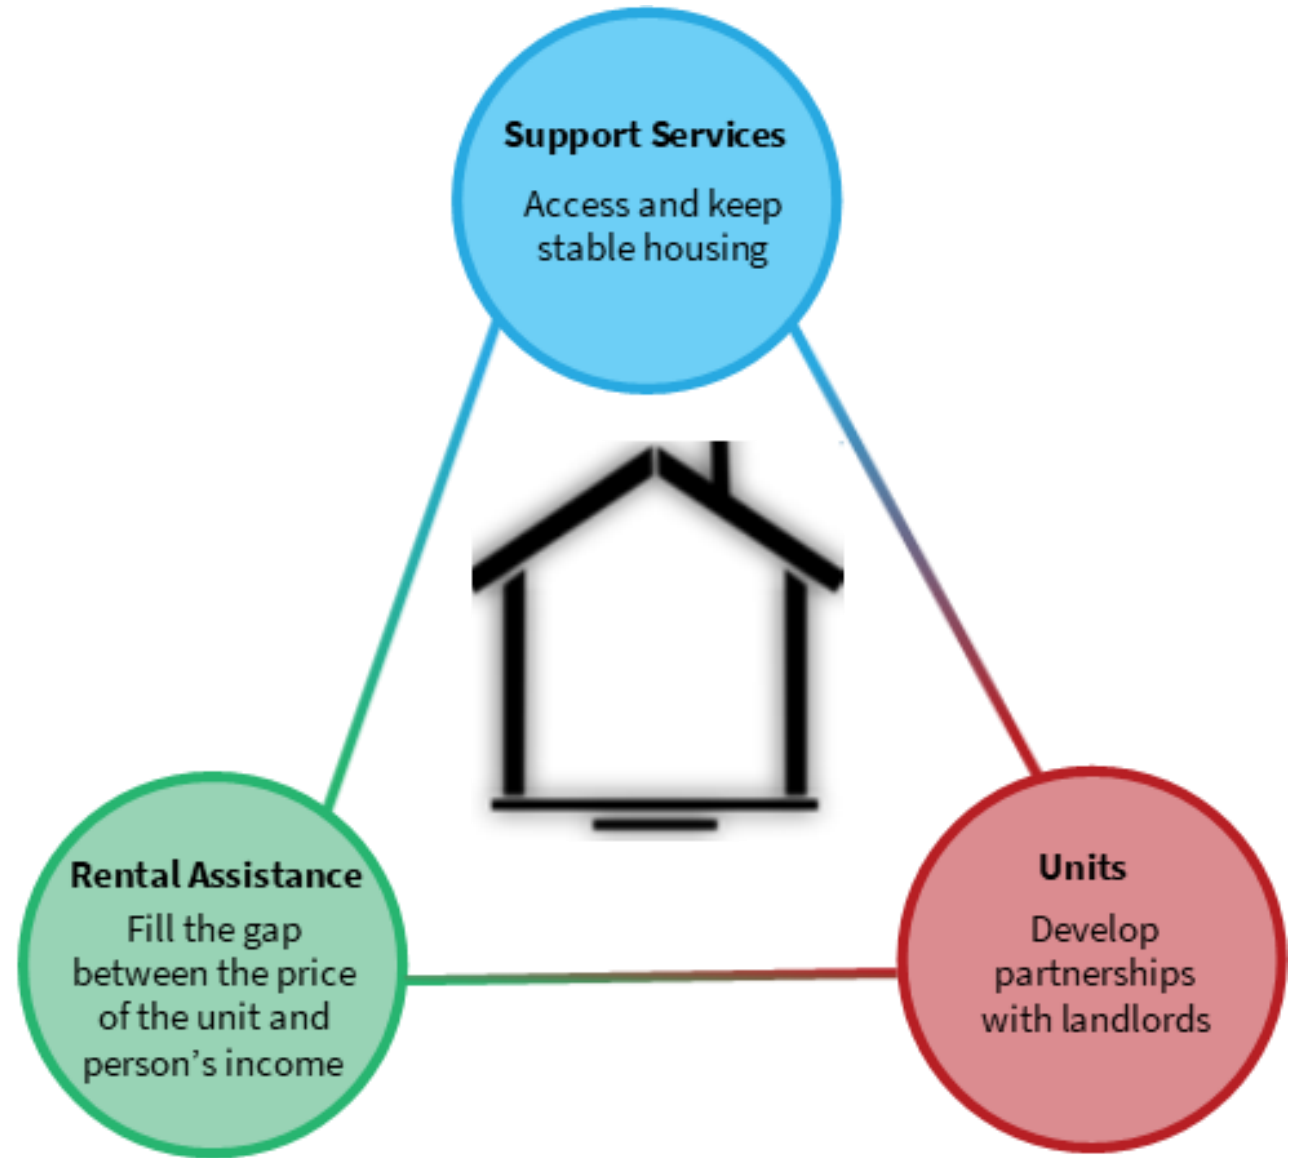 Support Services
Access and keep
stable housing
Rental Assistance
Fill the gap
between the price
of the unit and
person’s income
Units
Develop
partnerships
with landlords